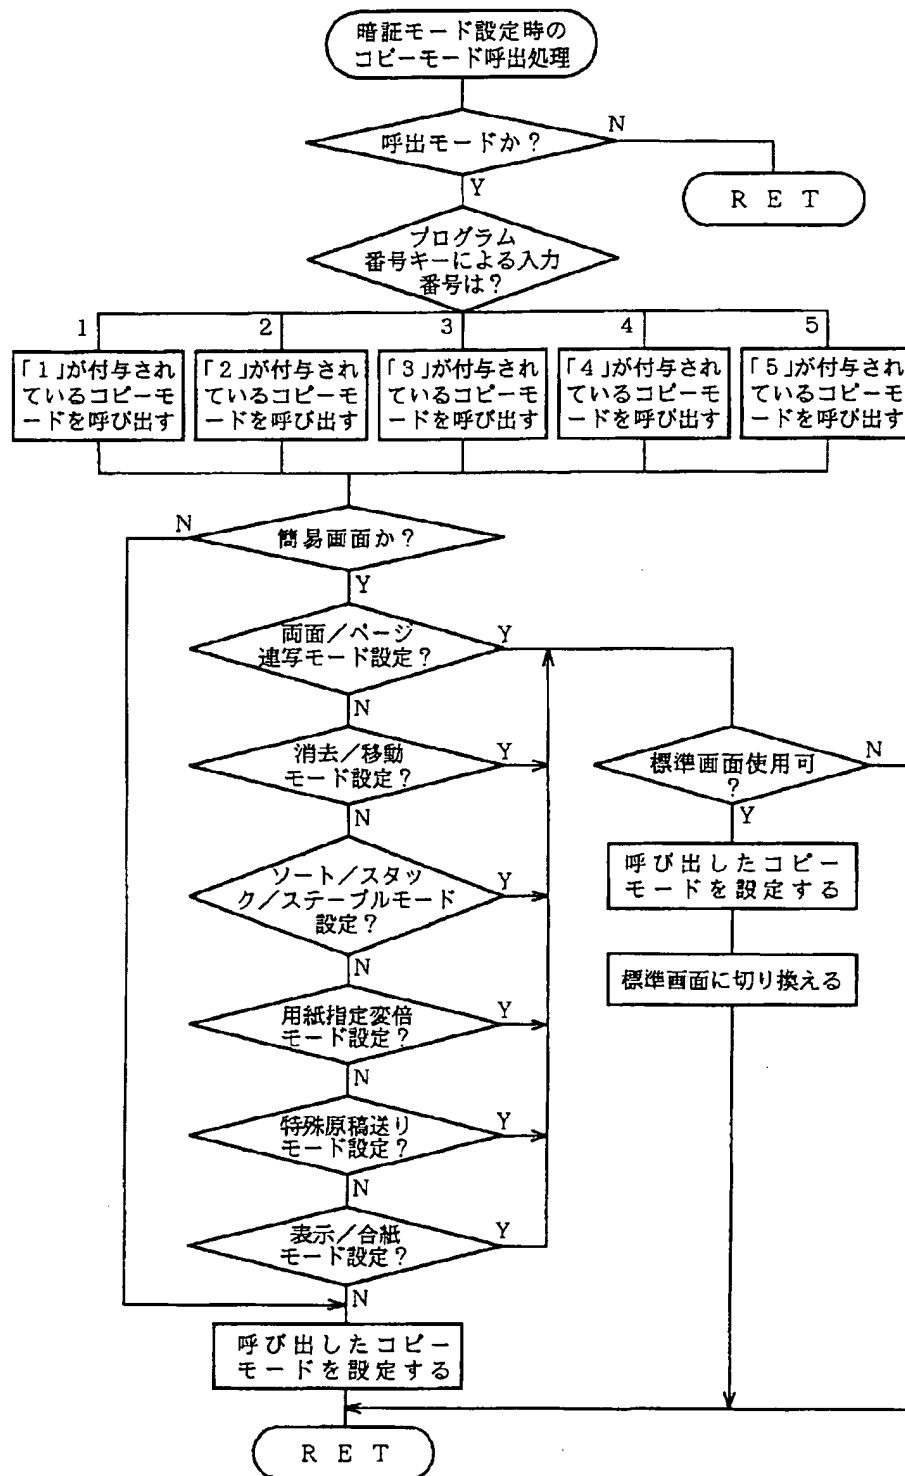 暗証モード設定時の
コピーモード呼出処理
呼出モードか？
N
Y
R E T
プログラム
番号キーによる入力
番号は？
1
2
3
4
5
「1」が付与され
ているコピーモ
ードを呼び出す
「2」が付与され
ているコピーモ
ードを呼び出す
「3」が付与され
ているコピーモ
ードを呼び出す
「4」が付与され
ているコピーモ
ードを呼び出す
「5」が付与され
ているコピーモ
ードを呼び出す
簡易画面か？
N
Y
両面／ページ
連写モード設定？
Y
N
消去／移動
モード設定？
Y
N
標準画面使用可
？
N
Y
ソート／スタッ
ク／ステープルモード
設定？
Y
N
呼び出したコピー
モードを設定する
標準画面に切り換える
用紙指定変倍
モード設定？
Y
N
特殊原稿送り
モード設定？
Y
N
表示／合紙
モード設定？
Y
N
呼び出したコピー
モードを設定する
R E T